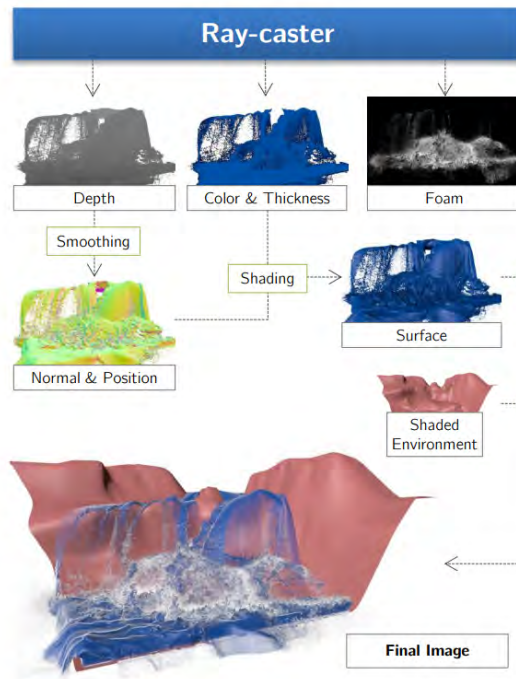 Ray-caster
Depth
Color & Thickness
Foam
Smoothing
Shading
Normal & Position
Surface
Shaded
Environment
Final Image